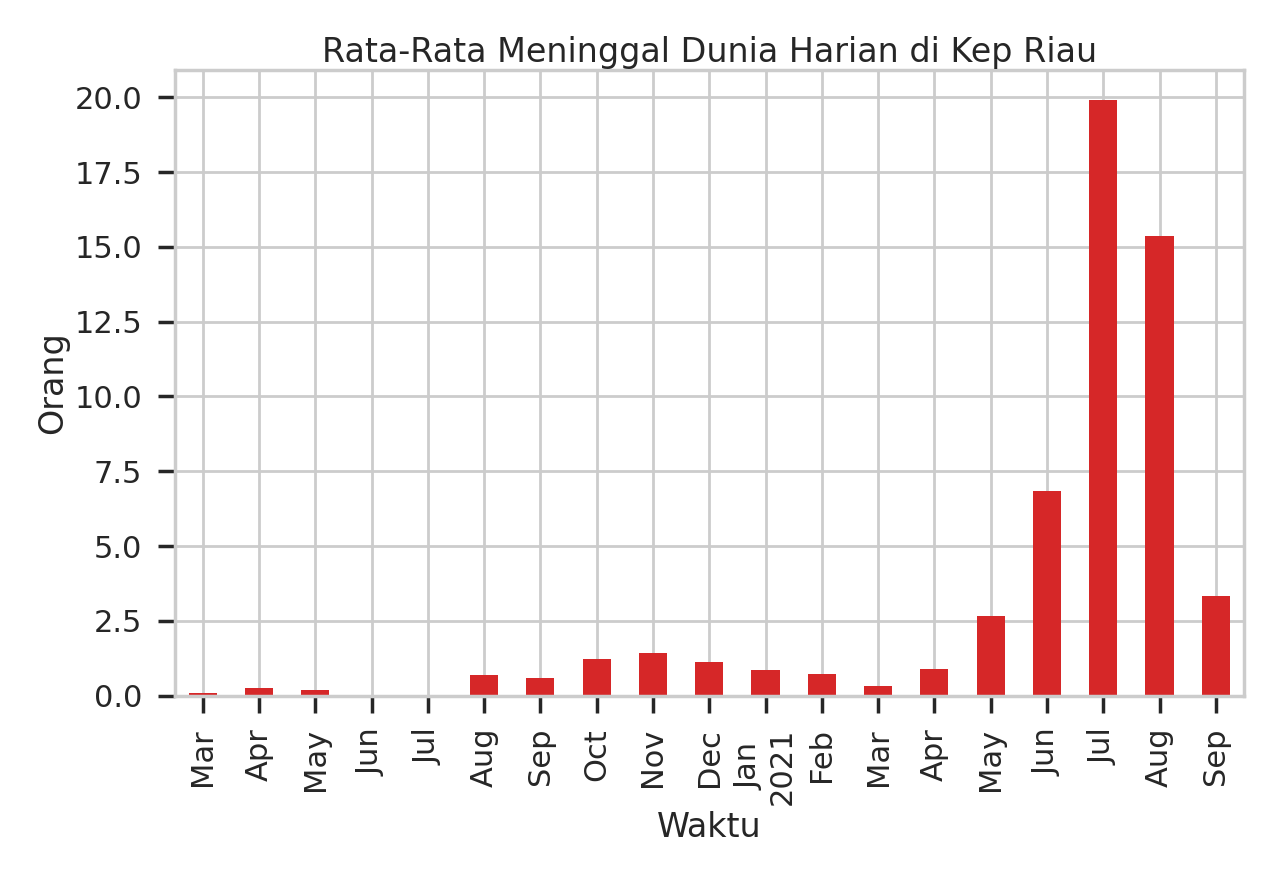 Rata-Rata Meninggal Dunia Harian di Kep Riau
Orang
20.0
17.5
15.0
12.5
10.0
7.5
5.0
2.5
0.0
Mar
Apr
May
Jun
Jul
Aug
Sep
Oct
Nov
Dec
Jan
2021
Feb
Mar
Apr
May
Jun
Jul
Aug
Sep
Waktu